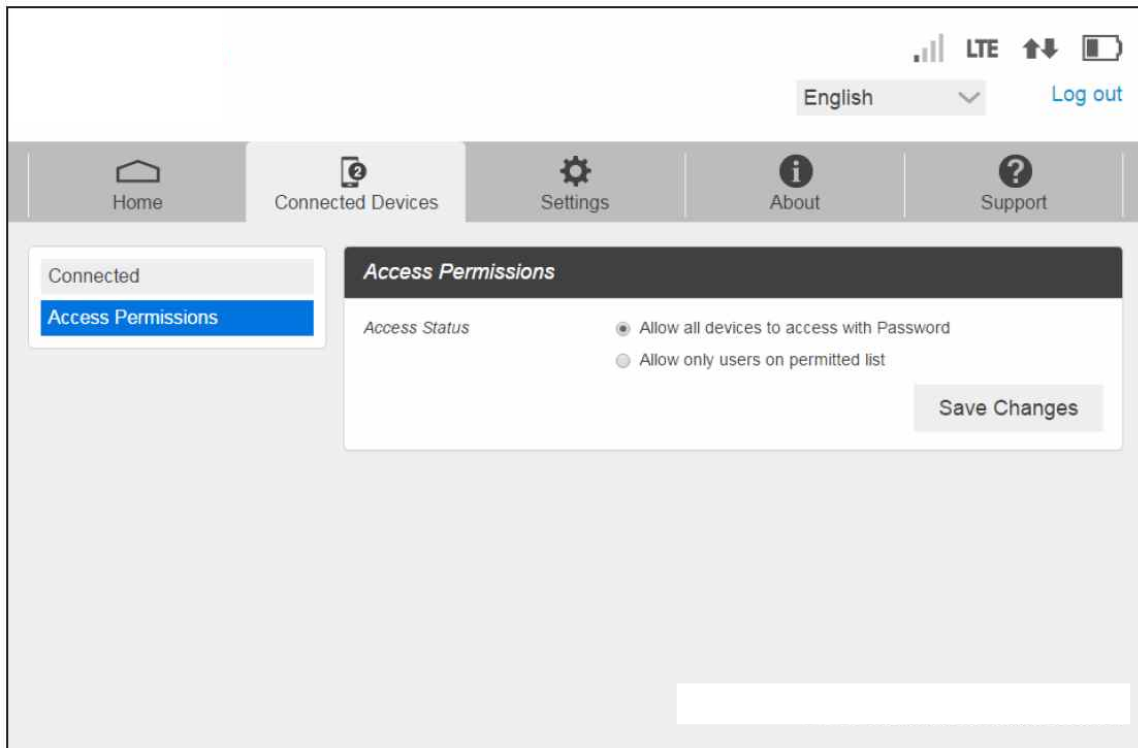 LTE
English
Log out
Home
2
Connected Devices
Settings
About
Support
Connected
Access Permissions
Access Permissions
Access Status
Allow all devices to access with Password
Allow only users on permitted list
Save Changes